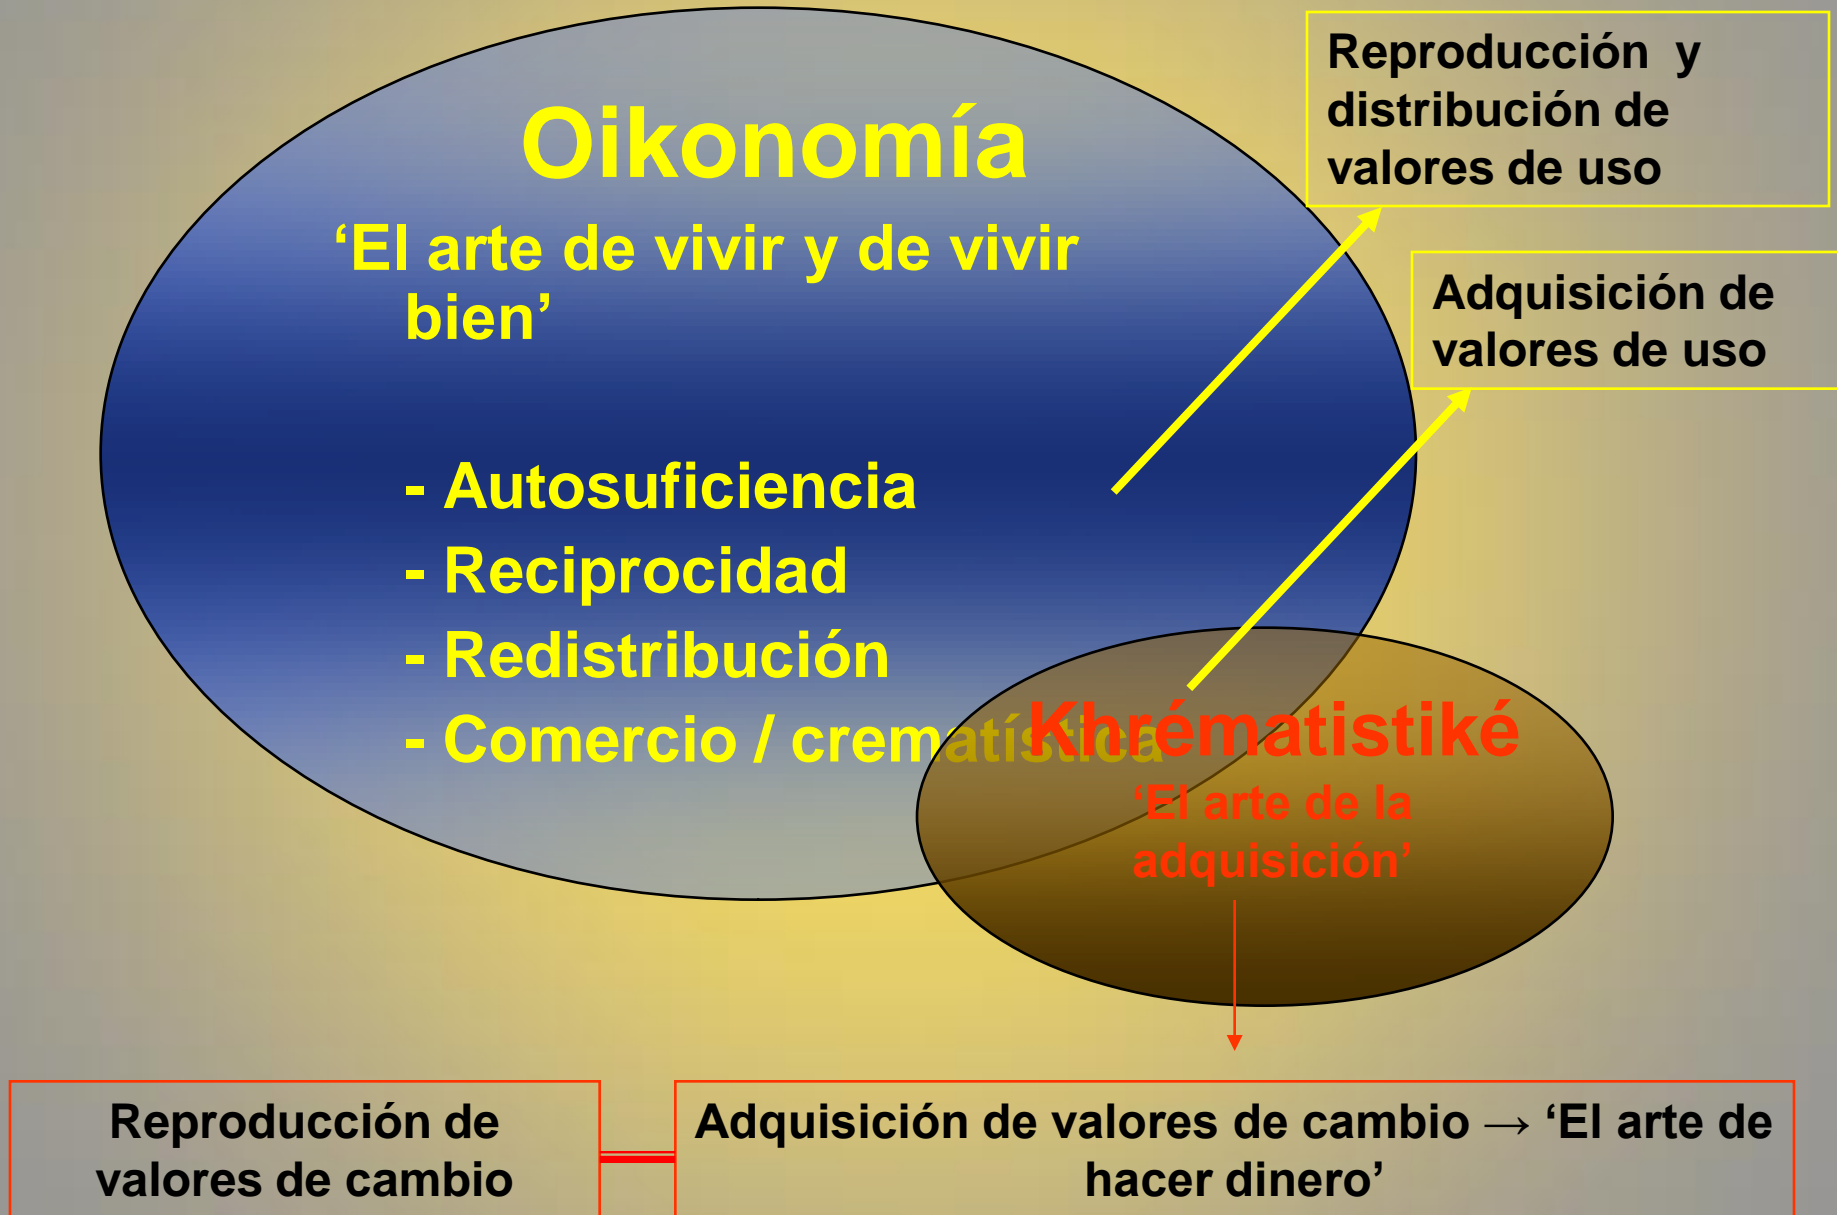 Oikonomía
‘El arte de vivir y de vivir
bien’
- Autosuficiencia
- Reciprocidad
- Redistribución
- Comercio / crematística
Reproducción y
distribución de
valores de uso
Adquisición de
valores de uso
Khrématistiké
‘El arte de la
adquisición’
Reproducción de
valores de cambio
Adquisición de valores de cambio → ‘El arte de
hacer dinero’